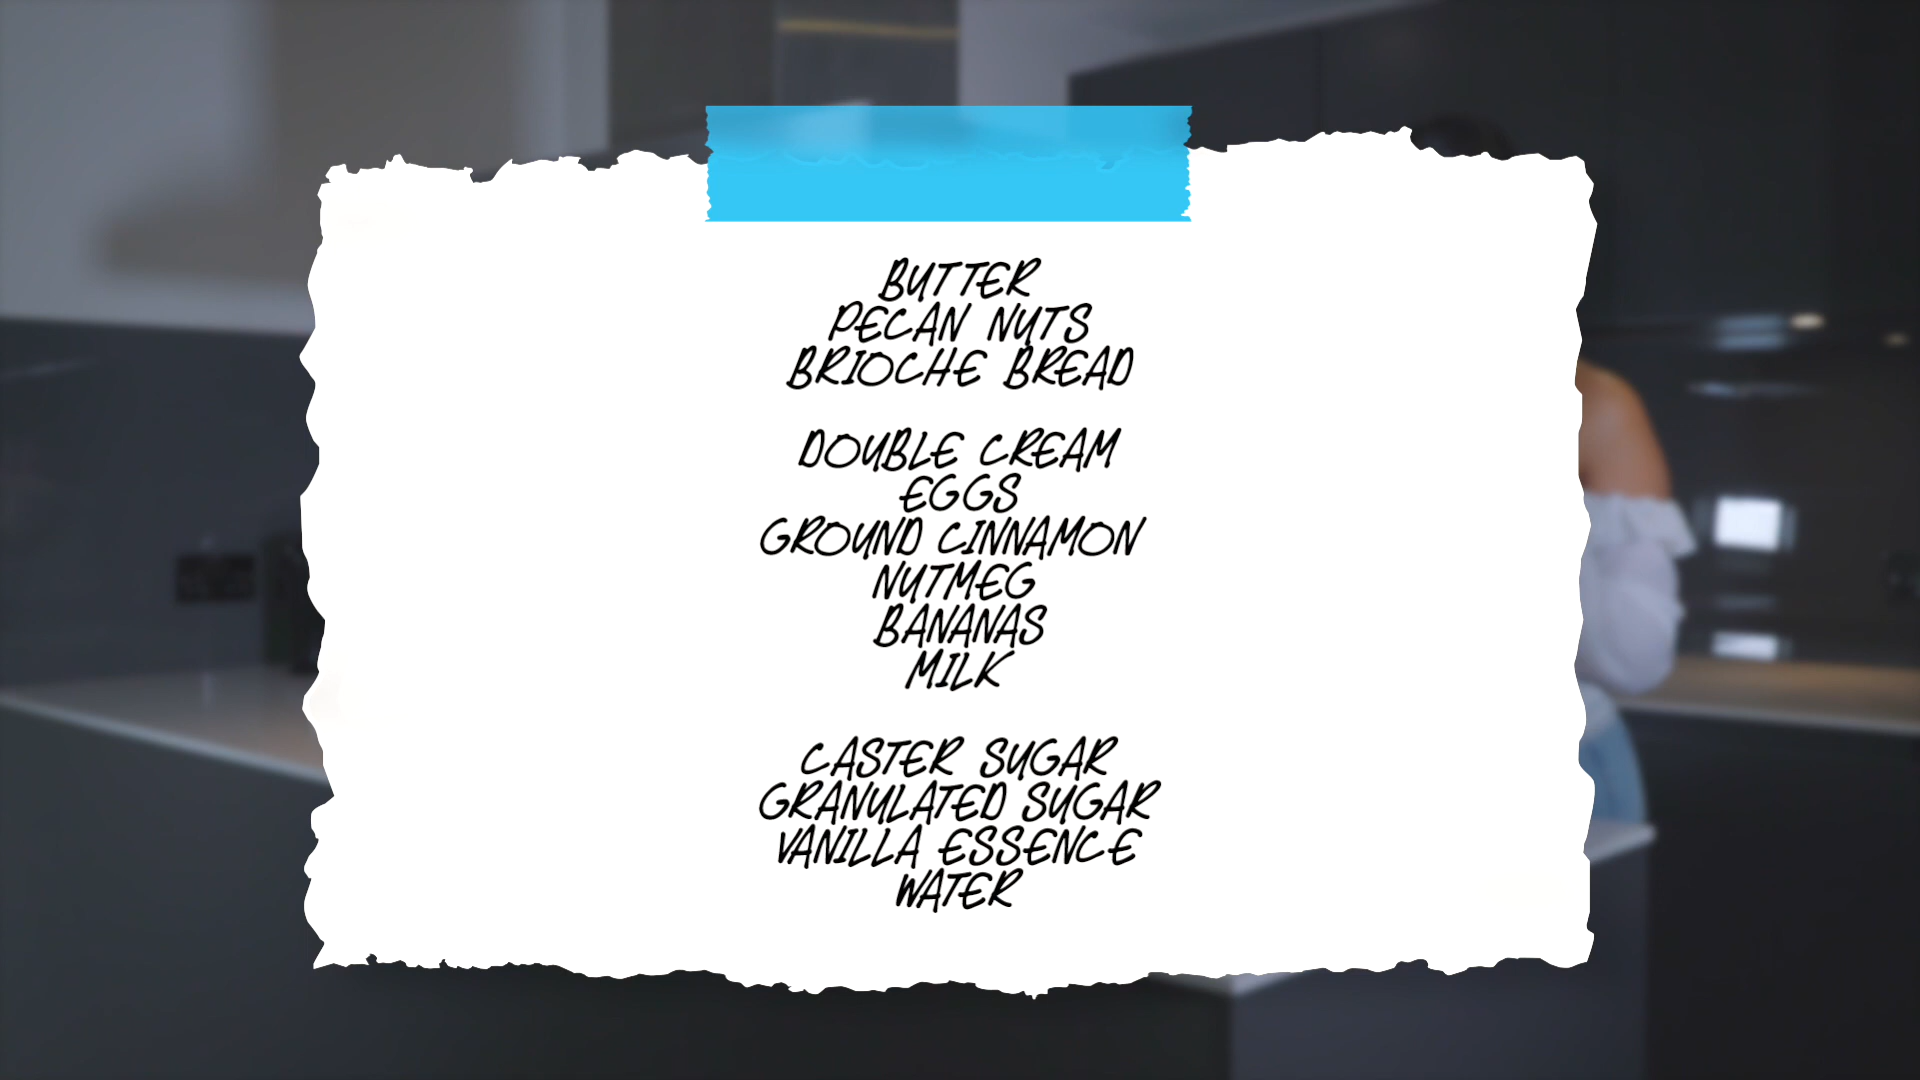 BUTTER
PECAN NUTS
BRIOCHE BREAD
DOUBLE CREAM
EGGS
GROUND CINNAMON
NUTMEG
BANANAS
MILK
CASTER SUGAR
GRANULATED SUGAR
VANILLA ESSENCE
WATER